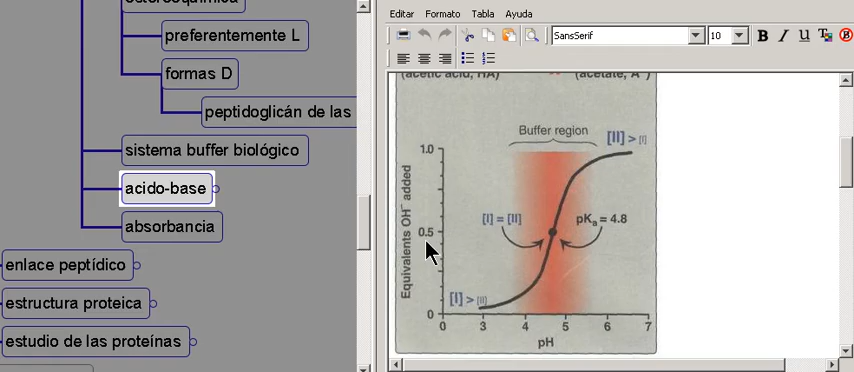 preferentemente L
formas D
peptidoglicán de las
sistema buffer biológico
acido-base
absorbancia
enlace peptídico
estructura proteica
estudio de las proteínas
Editar Formato Tabla Ayuda
SansSerif 10 B I U
(acetic acid, HA) (acetate, A⁻)
Buffer region
[II] > [I]
1.0
[I] = [II] pKa = 4.8
0.5
Equivalents OH⁻ added
[I] > [II]
0
0 3 4 5 6 7
pH